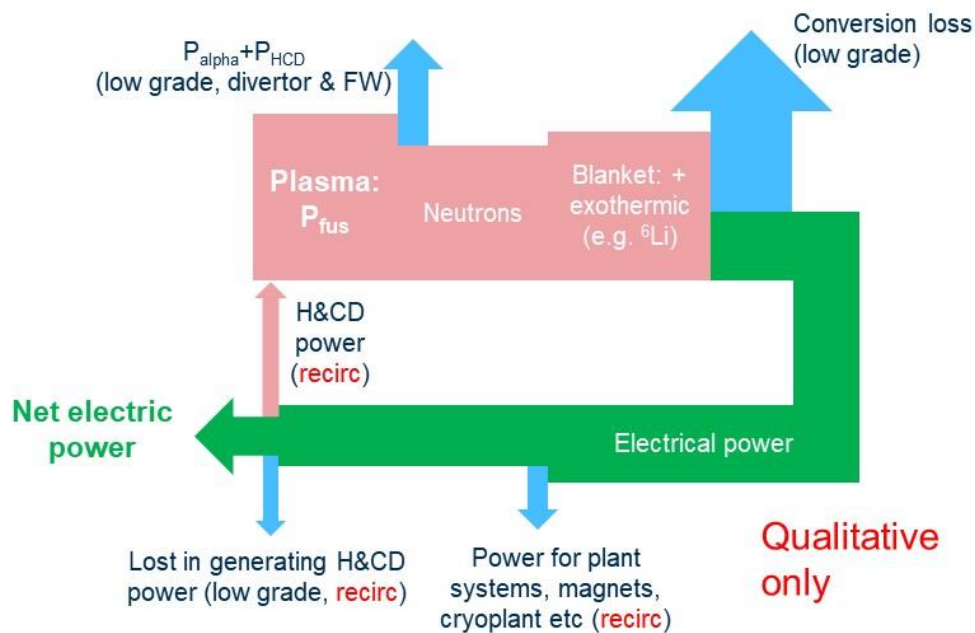 P_alpha+P_HCD
(low grade, divertor & FW)
Conversion loss
(low grade)
Plasma:
P_fus
Neutrons
Blanket: +
exothermic
(e.g. ⁶Li)
H&CD
power
(recirc)
Net electric
power
Electrical power
Lost in generating H&CD
power (low grade, recirc)
Power for plant
systems, magnets,
cryoplant etc (recirc)
Qualitative
only